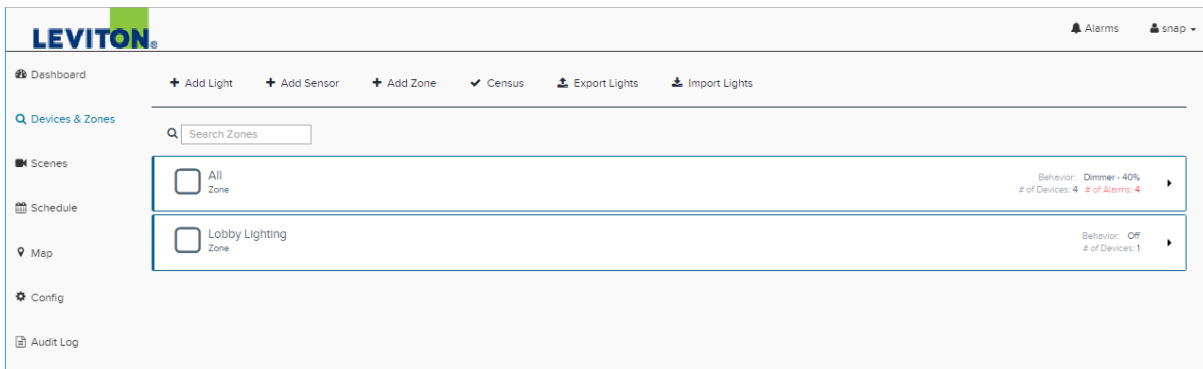 LEVITON®
Alarms snap
Dashboard
Add Light Add Sensor Add Zone Census Export Lights Import Lights
Devices & Zones
Search Zones
Scenes
All
Zone
Behavior: Dimmer - 40%
# of Devices: 4 # of Alarms: 4
Schedule
Lobby Lighting
Zone
Behavior: Off
# of Devices: 1
Map
Config
Audit Log